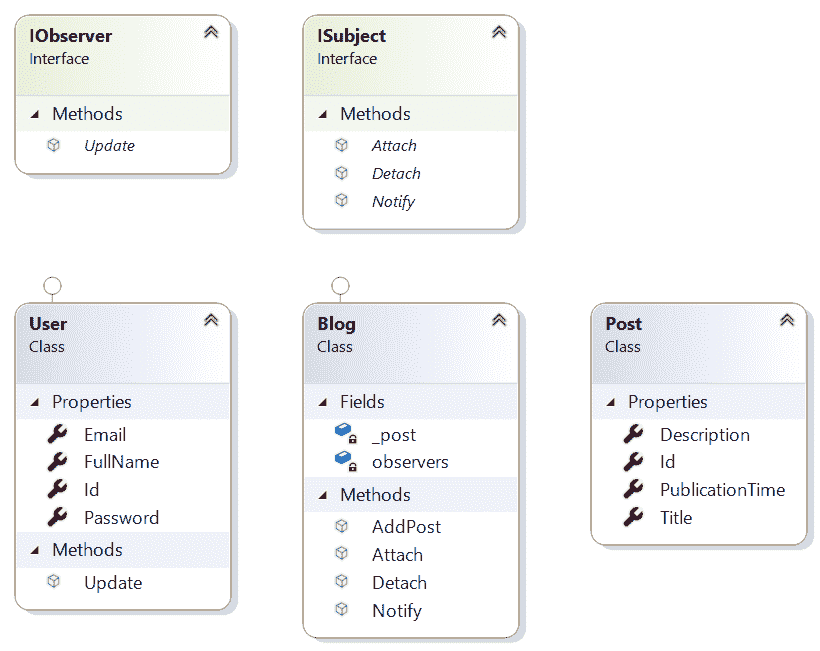 IObserver
Interface
Methods
Update
ISubject
Interface
Methods
Attach
Detach
Notify
User
Class
Properties
Email
FullName
Id
Password
Methods
Update
Blog
Class
Fields
_post
observers
Methods
AddPost
Attach
Detach
Notify
Post
Class
Properties
Description
Id
PublicationTime
Title